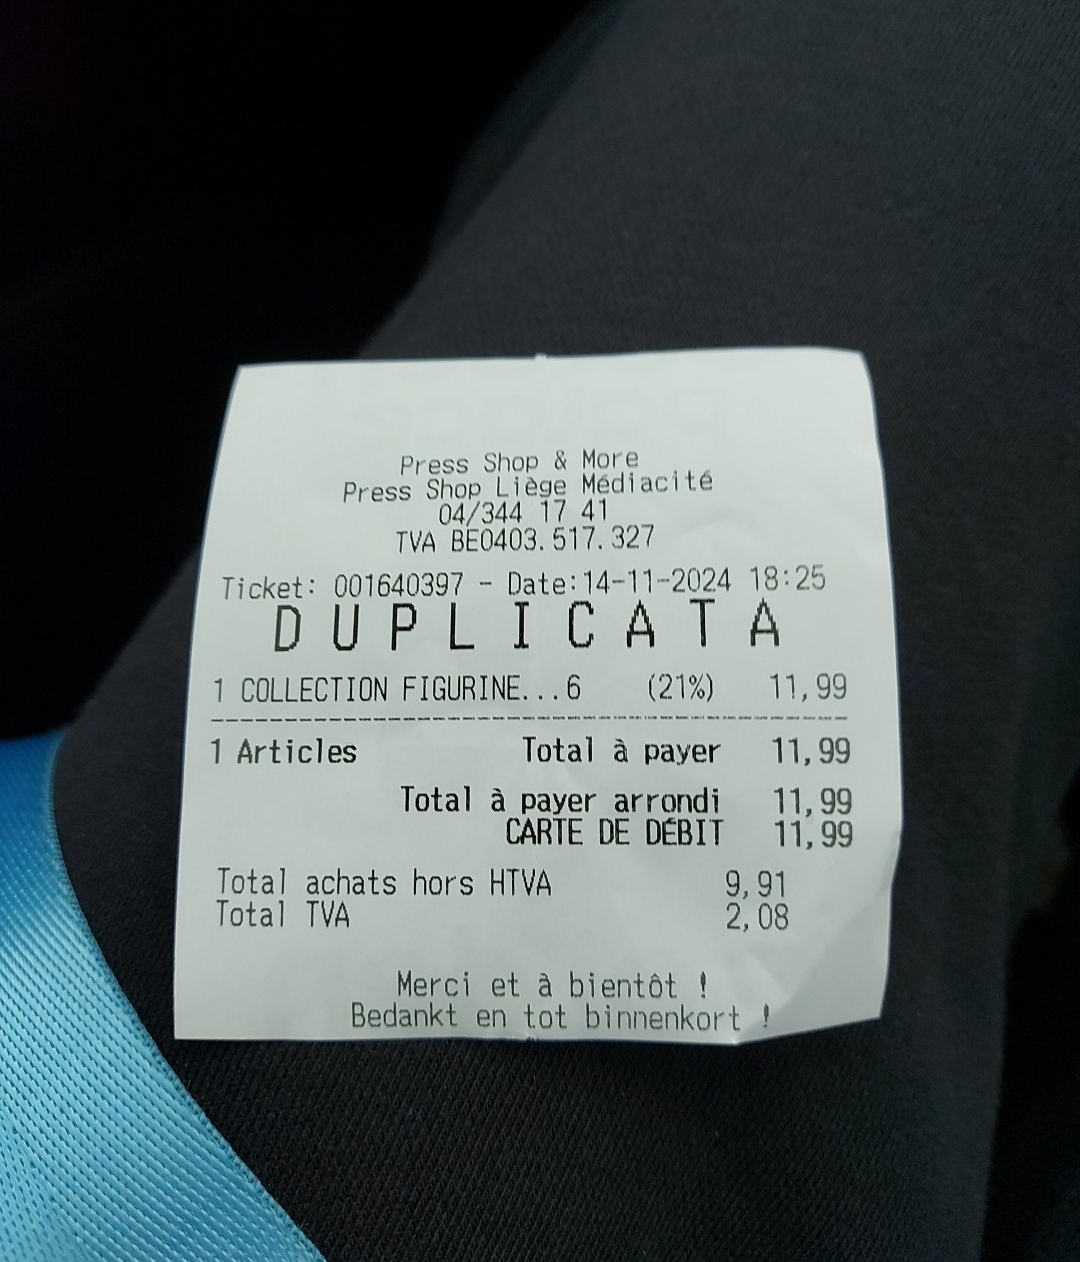 Press Shop & More
Press Shop Liège Médiacité
04/344 17 41
TVA BE0403.517.327
Ticket: 001640397 - Date:14-11-2024 18:25
DUPLICATA
1 COLLECTION FIGURINE...6 (21%) 11,99
1 Articles Total à payer 11,99
Total à payer arrondi 11,99
CARTE DE DÉBIT 11,99
Total achats hors HTVA 9,91
Total TVA 2,08
Merci et à bientôt !
Bedankt en tot binnenkort !